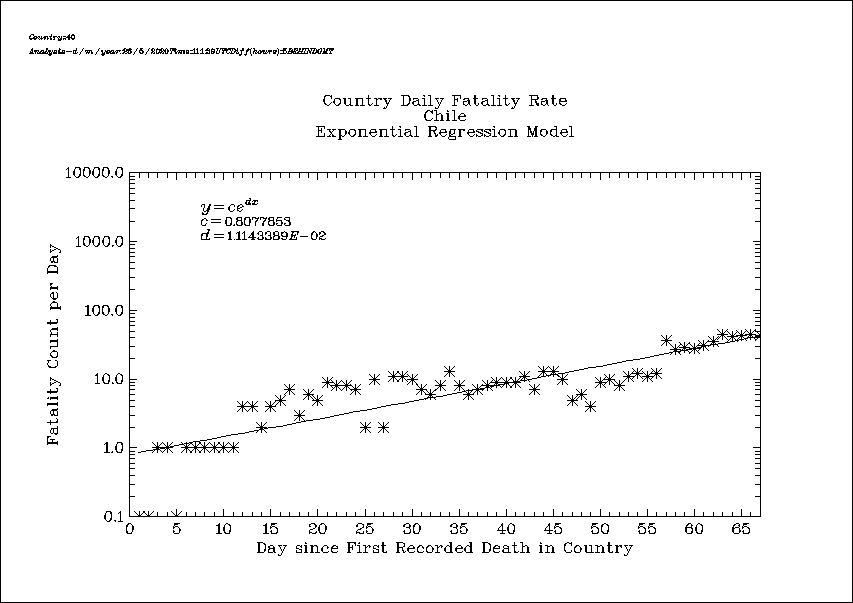 Country:40
Country Daily Fatality Rate
Chile
Exponential Regression Model
y=ce^dx
c=0.8077853
d=1.1143389E-02
Fatality Count per Day
10000.0
1000.0
100.0
10.0
1.0
0.1
0 5 10 15 20 25 30 35 40 45 50 55 60 65
Day since First Recorded Death in Country